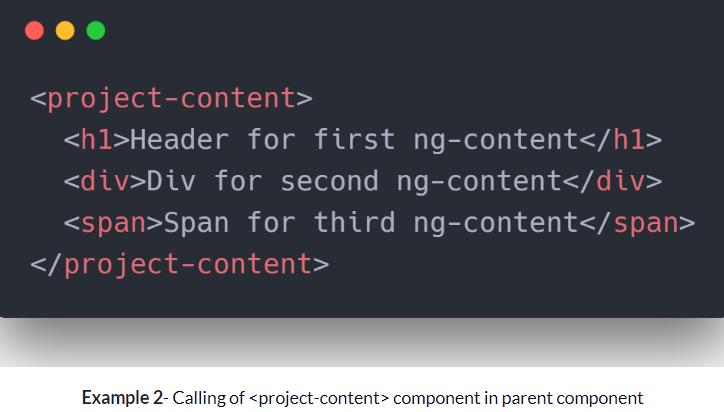 <project-content>
<h1>Header for first ng-content</h1>
<div>Div for second ng-content</div>
<span>Span for third ng-content</span>
</project-content>
Example 2- Calling of <project-content> component in parent component